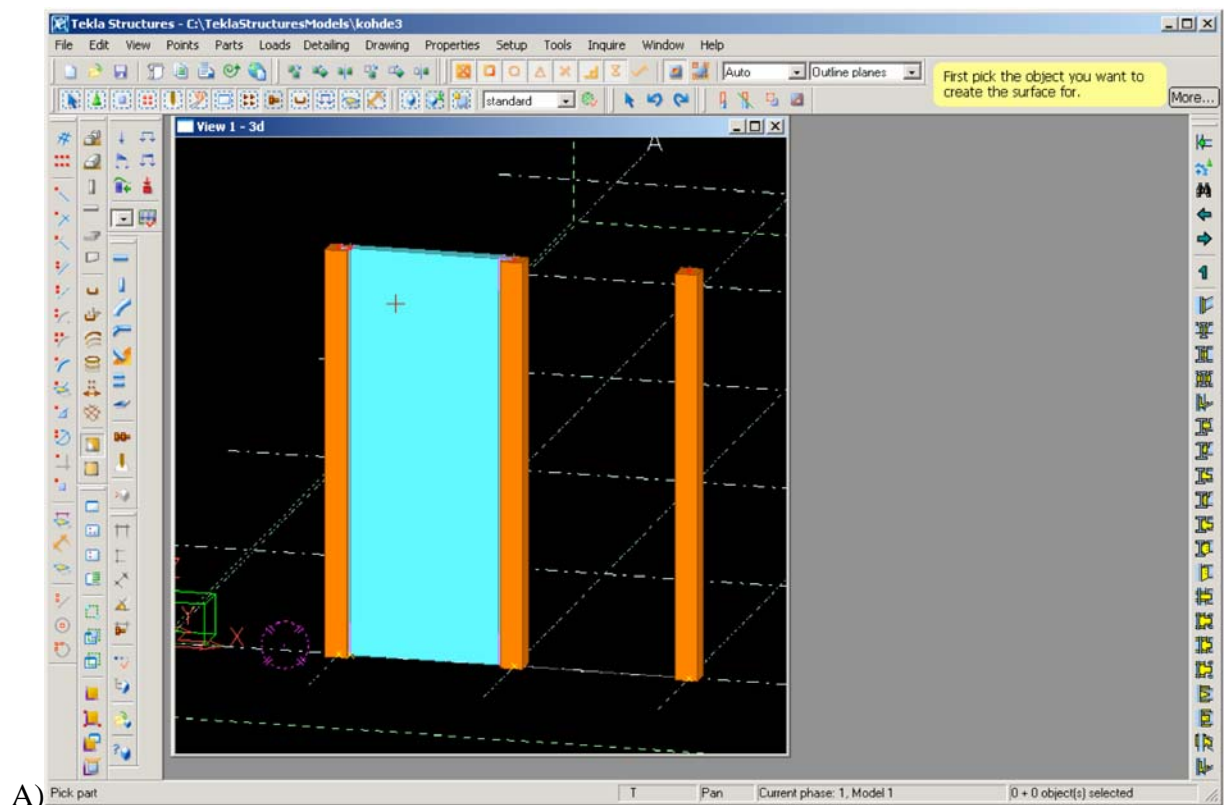 Tekla Structures - C:\TeklaStructuresModels\kohde3
File Edit View Points Parts Loads Detailing Drawing Properties Setup Tools Inquire Window Help
Auto Outline planes
First pick the object you want to
create the surface for.
standard
More...
View 1 - 3d
A
X
Y
Z
A)
Pick part T Pan Current phase: 1, Model 1 0 + 0 object(s) selected